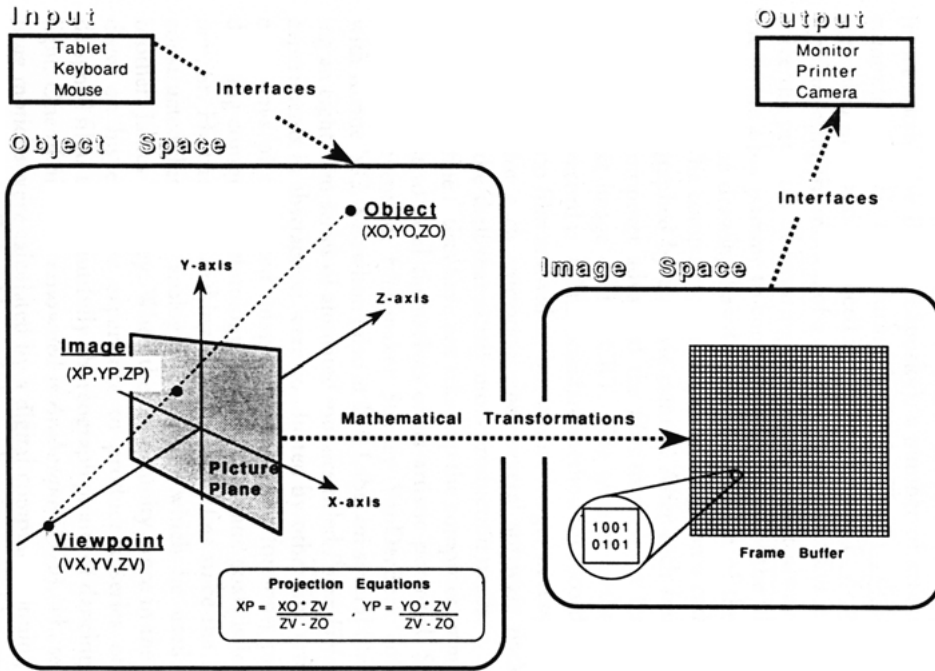 Input
Tablet
Keyboard
Mouse
Interfaces
Output
Monitor
Printer
Camera
Interfaces
Object Space
Object
(XO,YO,ZO)
Y-axis
Z-axis
Image
(XP,YP,ZP)
Picture
Plane
X-axis
Viewpoint
(VX,YV,ZV)
Projection Equations
XP = XO * ZV / ZV - ZO , YP = YO * ZV / ZV - ZO
Mathematical Transformations
Image Space
1001
0101
Frame Buffer